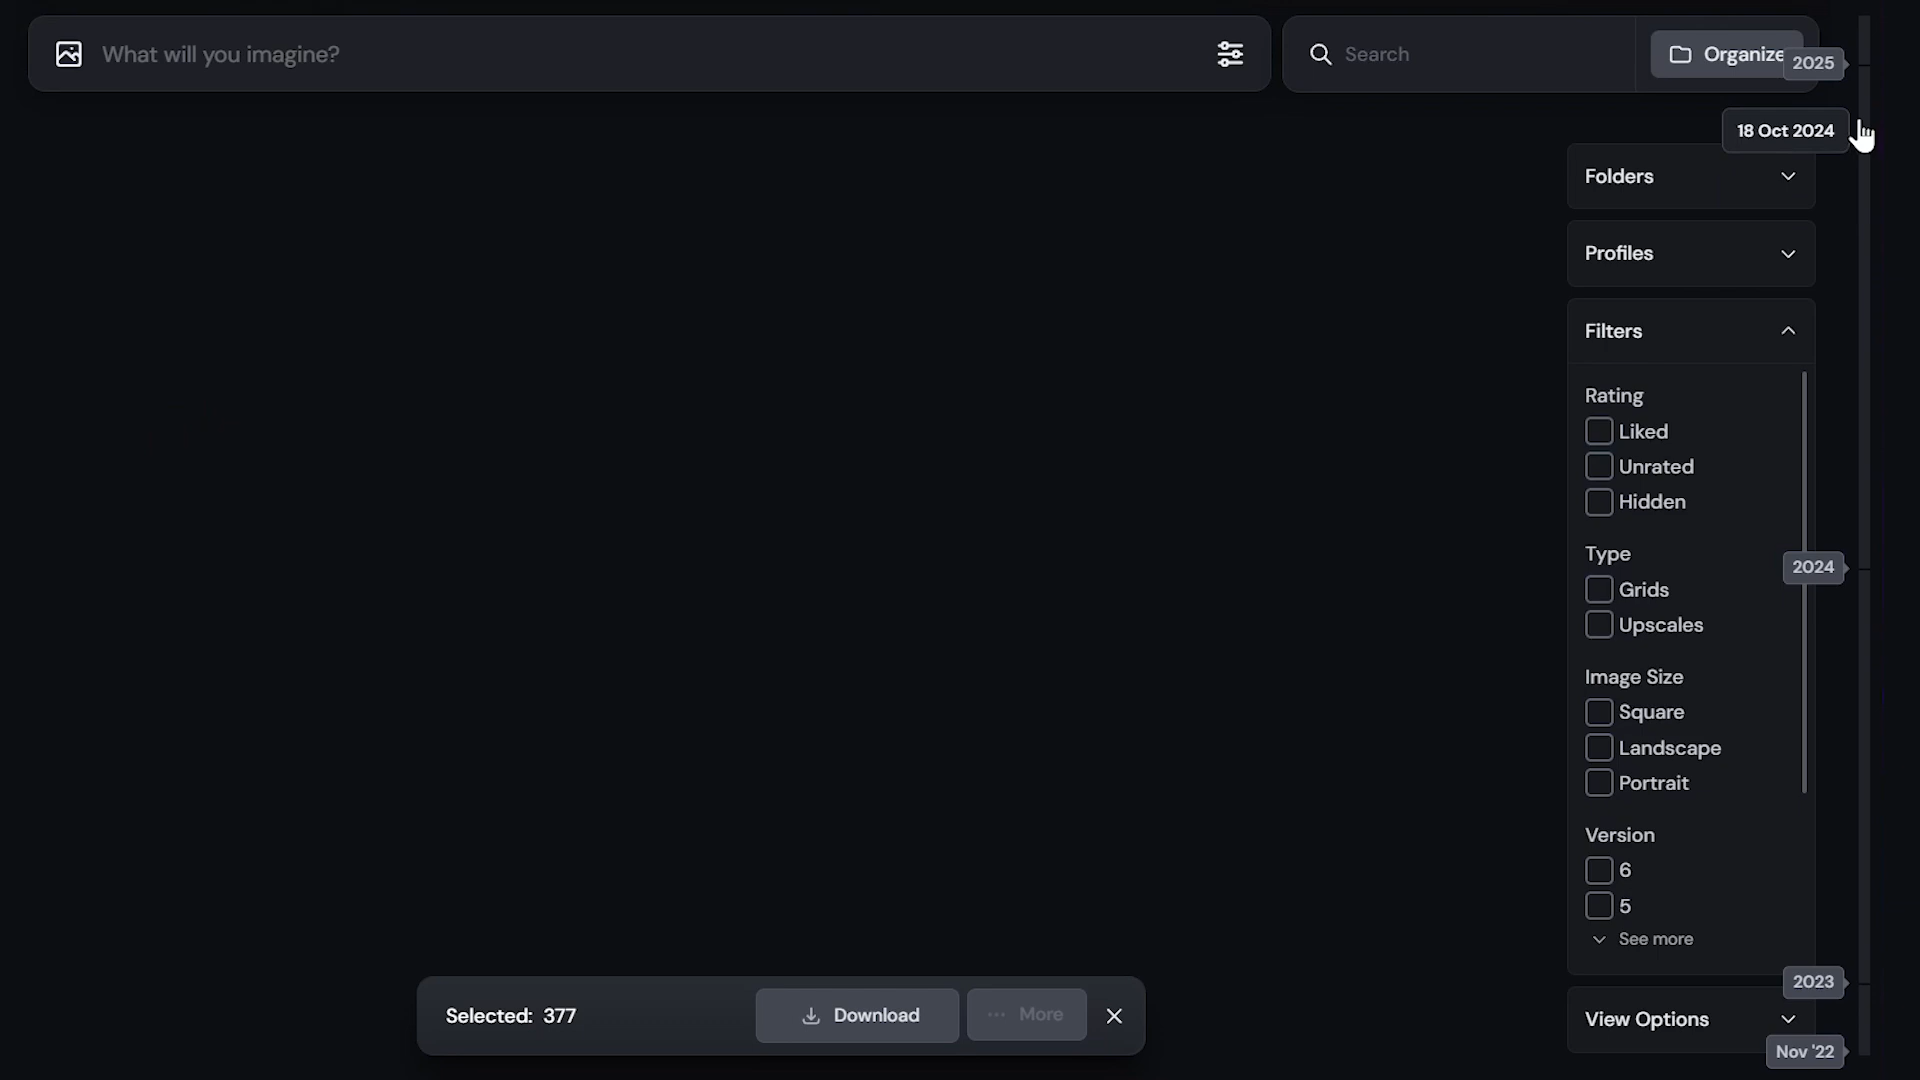 What will you imagine?
Search
Organize
2025
18 Oct 2024
Folders
Profiles
Filters
Rating
Liked
Unrated
Hidden
Type
2024
Grids
Upscales
Image Size
Square
Landscape
Portrait
Version
6
5
See more
2023
Selected: 377
Download
More
View Options
Nov '22